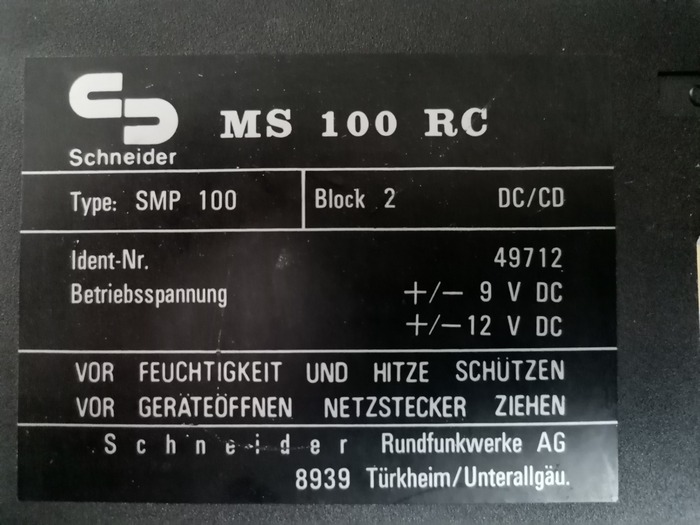 MS 100 RC
Schneider
Type: SMP 100 Block 2 DC/CD
Ident-Nr. 49712
Betriebsspannung +/– 9 V DC
+/–12 V DC
VOR FEUCHTIGKEIT UND HITZE SCHÜTZEN
VOR GERÄTEÖFFNEN NETZSTECKER ZIEHEN
Schneider Rundfunkwerke AG
8939 Türkheim/Unterallgäu.